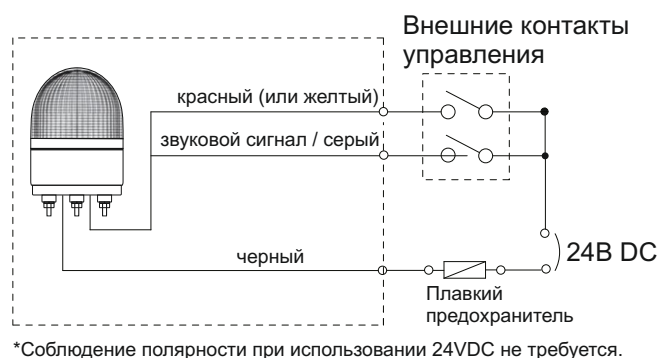 Внешние контакты
управления
красный (или желтый)
звуковой сигнал / серый
черный
24В DC
Плавкий
предохранитель
*Соблюдение полярности при использовании 24VDC не требуется.